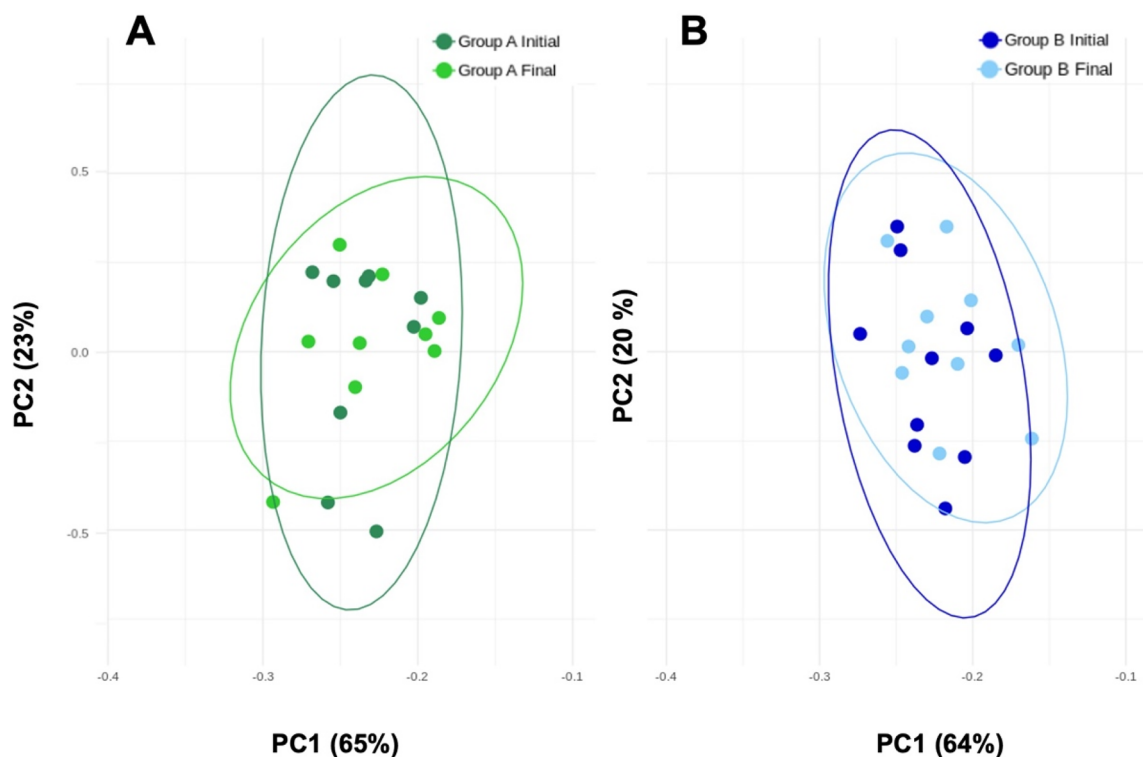 A
Group A Initial
Group A Final
B
Group B Initial
Group B Final
PC2 (23%)
0.5
0.0
-0.5
-0.4
-0.3
-0.2
-0.1
PC1 (65%)
PC2 (20 %)
-0.4
-0.3
-0.2
-0.1
PC1 (64%)